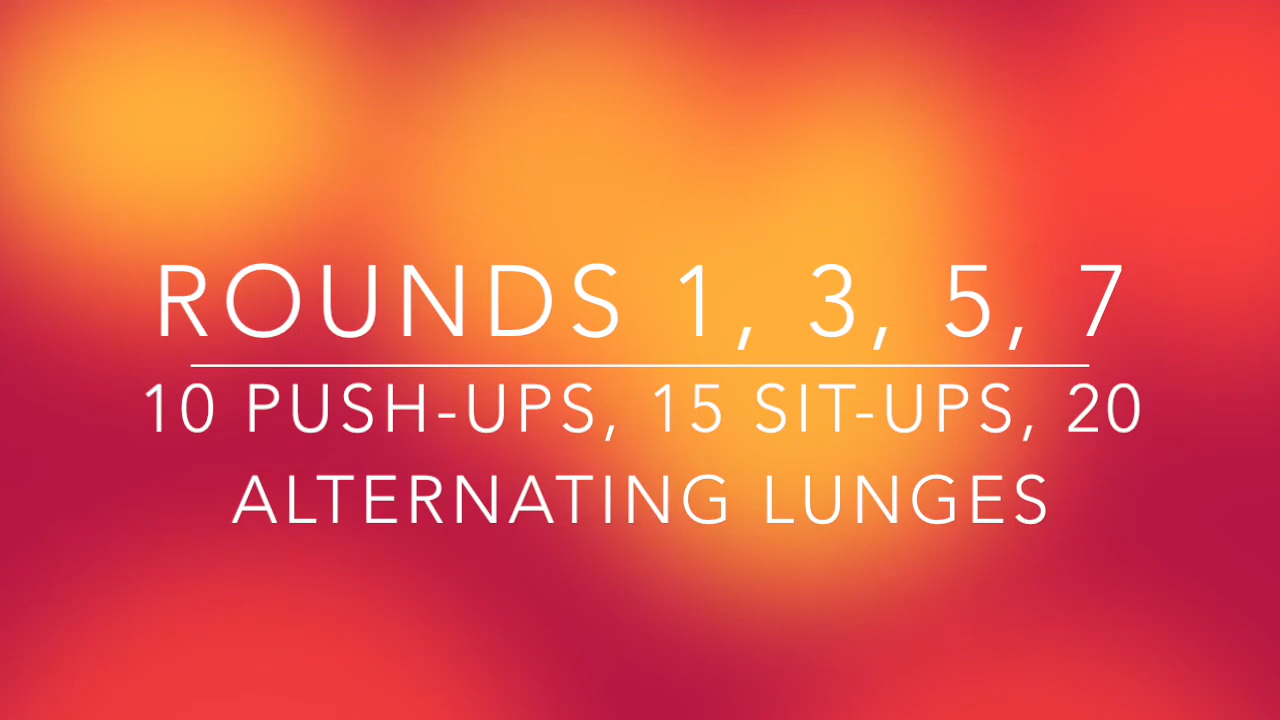 ROUNDS 1, 3, 5, 7
10 PUSH-UPS, 15 SIT-UPS, 20
ALTERNATING LUNGES